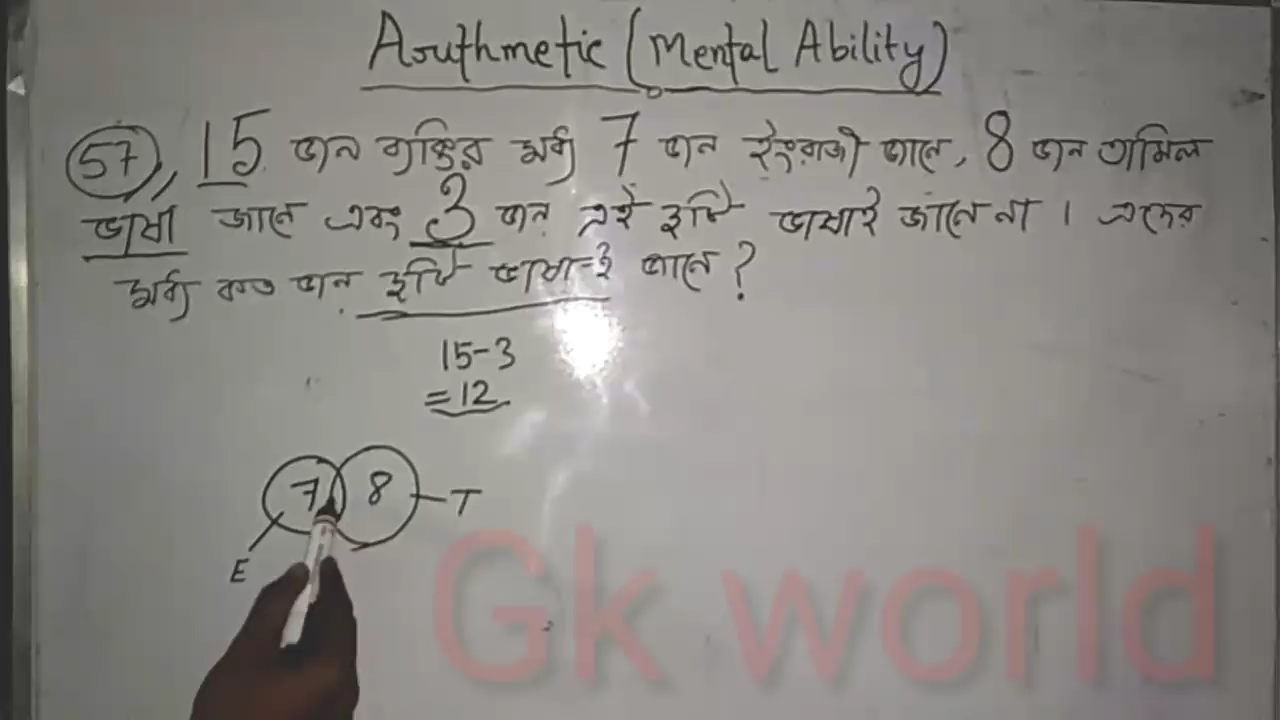 Arithmetic (Mental Ability)
57, 15 জন ব্যক্তির মধ্য 7 জন ইংরাজী জানে, 8 জন তামিল
ভাষা জানে এবং 3 জন এই দুটি ভাষাই জানে না। এদের
মধ্য কত জন দুটি ভাষা-ই জানে?
15-3
=12
7 8
T
E
Gk world